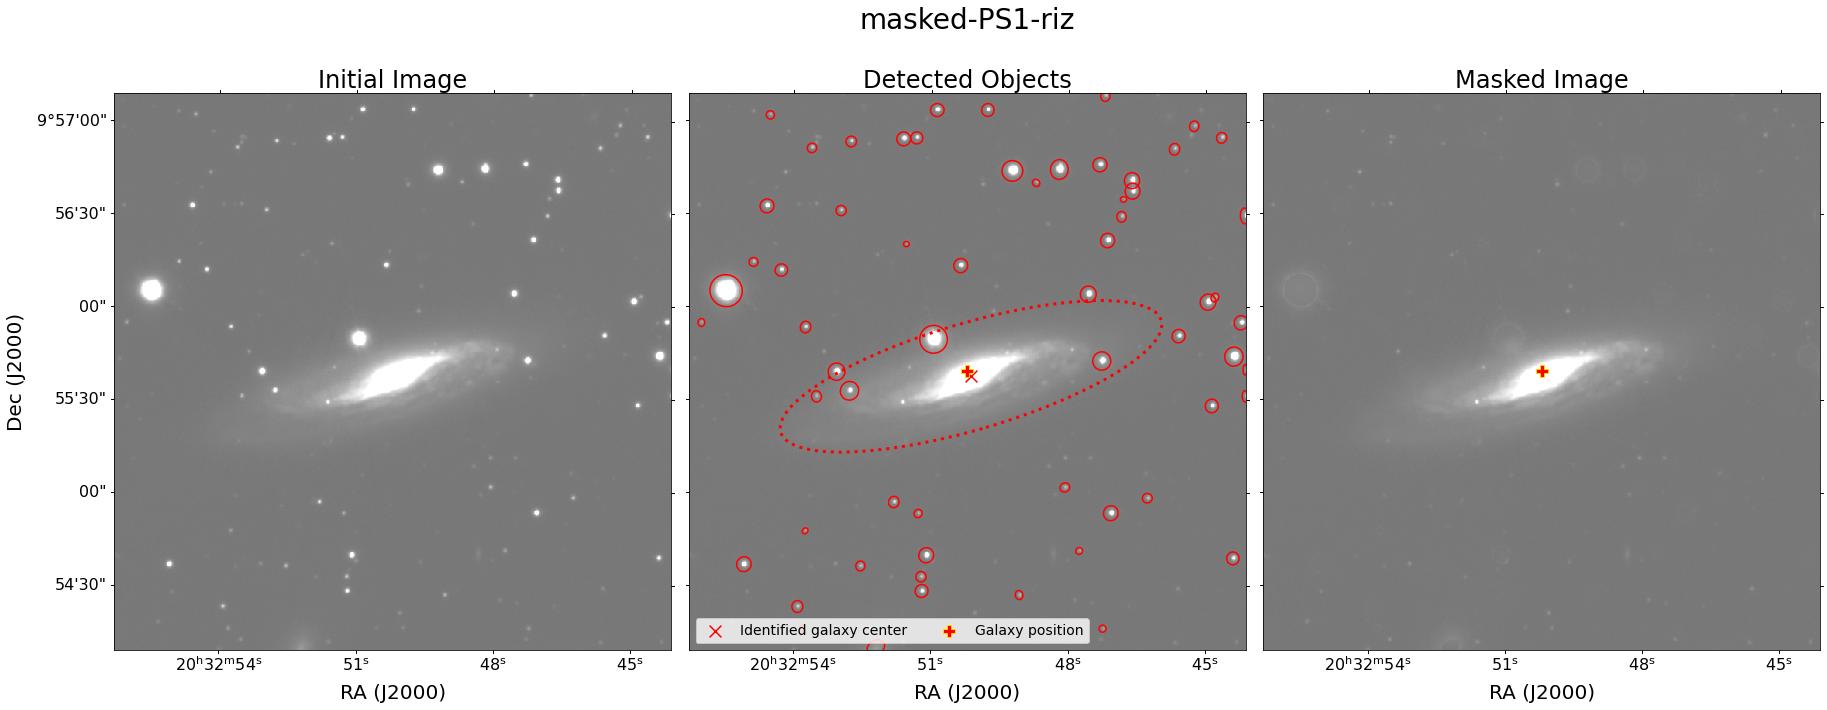 masked-PS1-riz
Initial Image
Detected Objects
Masked Image
9°57'00"
56'30"
00"
55'30"
00"
54'30"
Dec (J2000)
Identified galaxy center
Galaxy position
20ʰ32ᵐ54ˢ 51ˢ 48ˢ 45ˢ
20ʰ32ᵐ54ˢ 51ˢ 48ˢ 45ˢ
20ʰ32ᵐ54ˢ 51ˢ 48ˢ 45ˢ
RA (J2000)
RA (J2000)
RA (J2000)